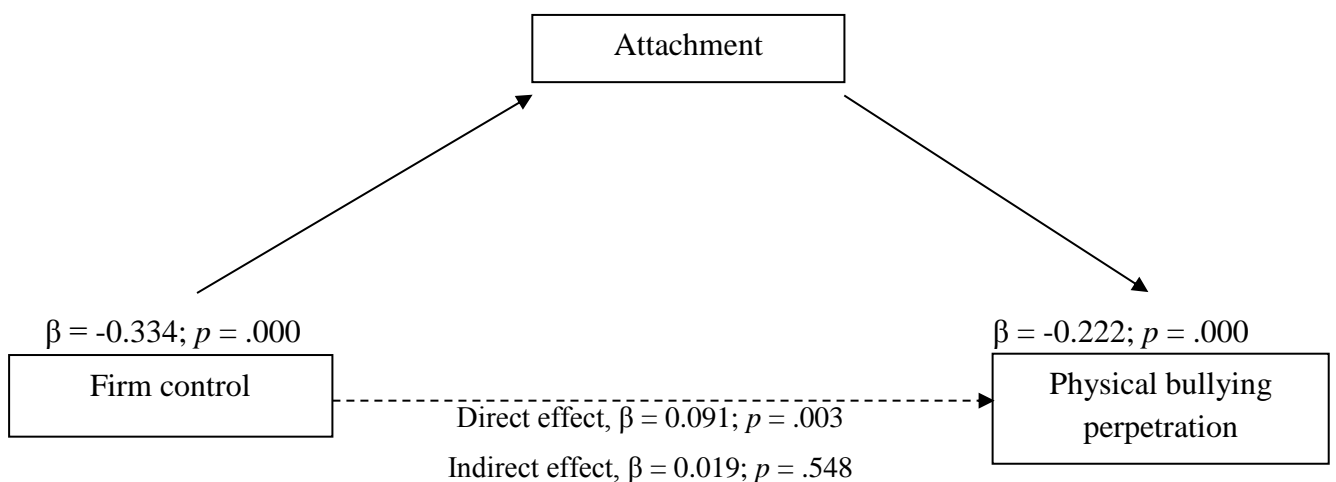 Attachment
β = -0.334; p = .000
β = -0.222; p = .000
Firm control
Physical bullying
perpetration
Direct effect, β = 0.091; p = .003
Indirect effect, β = 0.019; p = .548